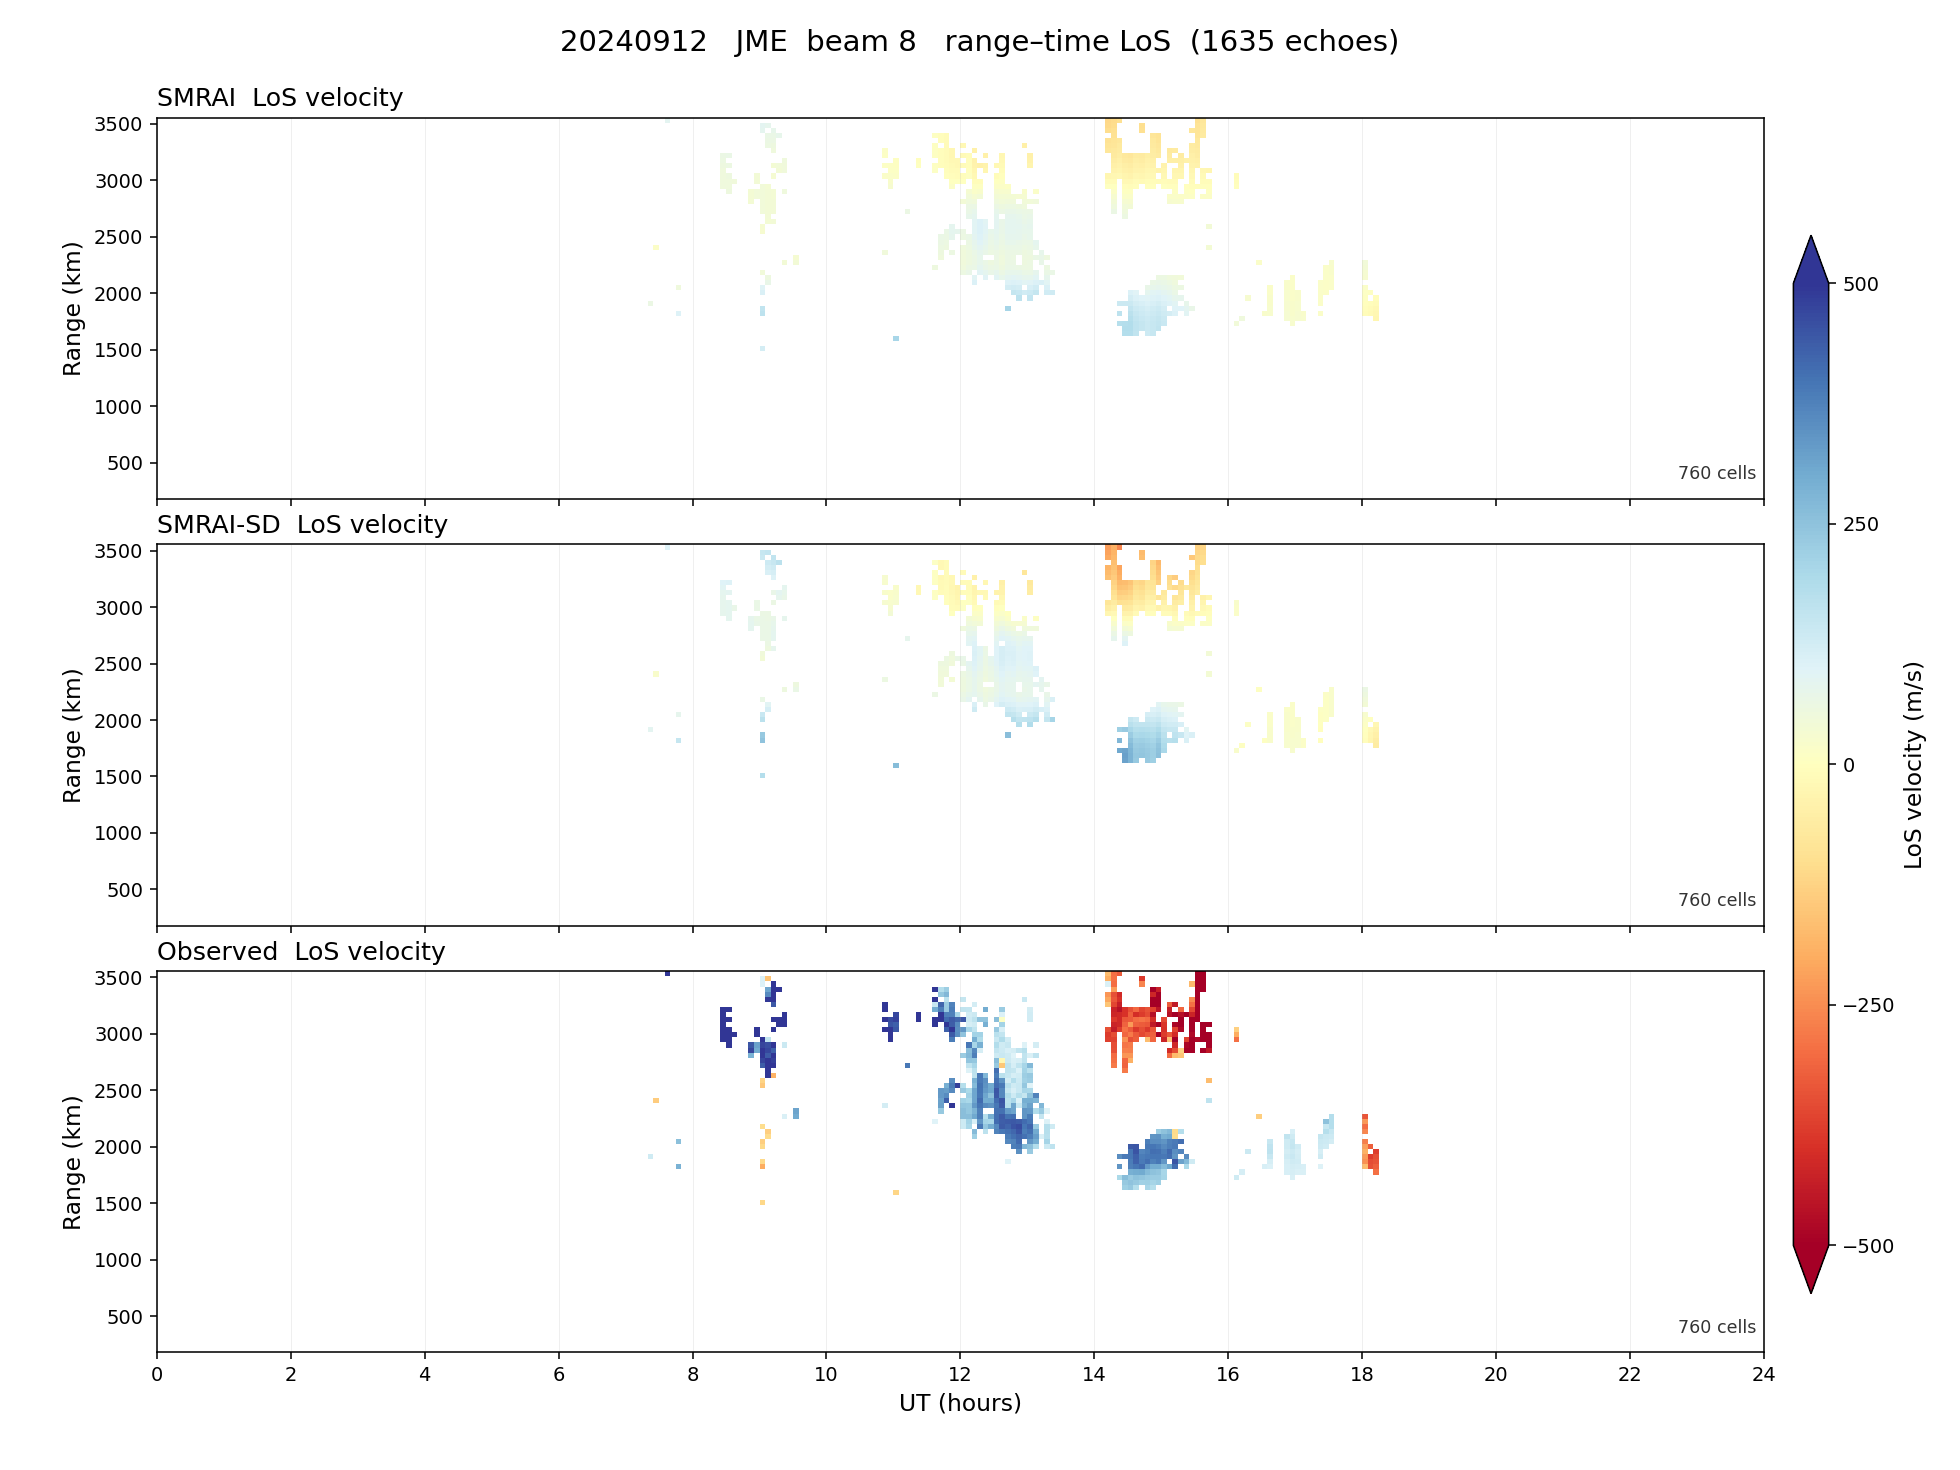 20240912   JME  beam 8   range–time LoS  (1635 echoes)
SMRAI  LoS velocity
3500
3000
2500
2000
1500
1000
500
Range (km)
760 cells
SMRAI-SD  LoS velocity
3500
3000
2500
2000
1500
1000
500
Range (km)
760 cells
Observed  LoS velocity
3500
3000
2500
2000
1500
1000
500
Range (km)
760 cells
0 2 4 6 8 10 12 14 16 18 20 22 24
UT (hours)
500
250
0
−250
−500
LoS velocity (m/s)